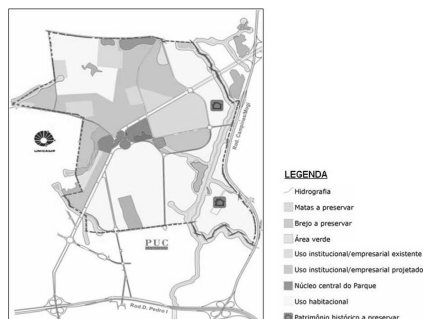 UNICAMP
Rod. Campinas/Mogi
PUC
Rod.D. Pedro I
LEGENDA
Hidrografia
Matas a preservar
Brejo a preservar
Área verde
Uso institucional/empresarial existente
Uso institucional/empresarial projetado
Núcleo central do Parque
Uso habitacional
Patrimônio histórico a preservar